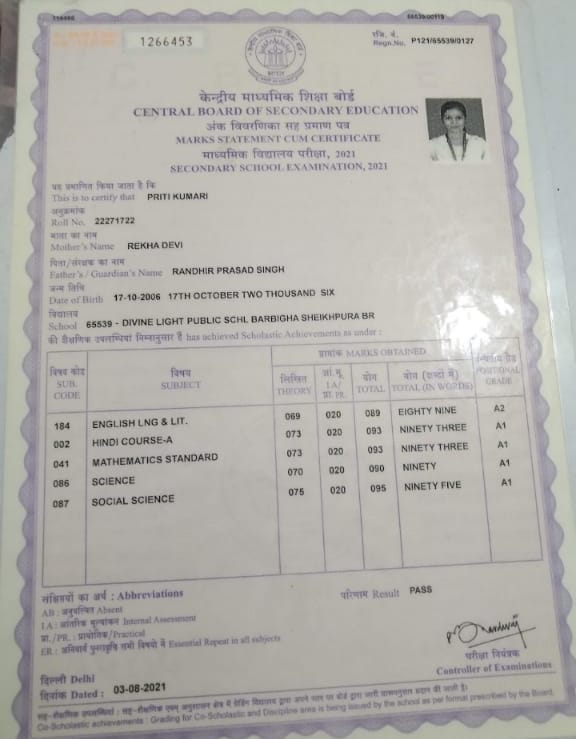 1266453
रजि. नं.
Regn.No. P121/65539/0127
केन्द्रीय माध्यमिक शिक्षा बोर्ड
CENTRAL BOARD OF SECONDARY EDUCATION
अंक विवरणिका सह प्रमाण पत्र
MARKS STATEMENT CUM CERTIFICATE
माध्यमिक विद्यालय परीक्षा, 2021
SECONDARY SCHOOL EXAMINATION, 2021
यह प्रमाणित किया जाता है कि
This is to certify that PRITI KUMARI
अनुक्रमांक
Roll No. 22271722
माता का नाम
Mother's Name REKHA DEVI
पिता/संरक्षक का नाम
Father's / Guardian's Name RANDHIR PRASAD SINGH
जन्म तिथि
Date of Birth 17-10-2006 17TH OCTOBER TWO THOUSAND SIX
विद्यालय
School 65539 - DIVINE LIGHT PUBLIC SCHL BARBIGHA SHEIKHPURA BR
की शैक्षणिक उपलब्धियां निम्नानुसार हैं has achieved Scholastic Achievements as under :
प्राप्तांक MARKS OBTAINED
विषय कोड विषय लिखित आं.मू. योग योग (शब्दों में)
SUB. CODE SUBJECT THEORY I A/ प्रा./PR. TOTAL TOTAL (IN WORDS) POSITIONAL GRADE
184 ENGLISH LNG & LIT. 069 020 089 EIGHTY NINE A2
002 HINDI COURSE-A 073 020 093 NINETY THREE A1
041 MATHEMATICS STANDARD 073 020 093 NINETY THREE A1
086 SCIENCE 070 020 090 NINETY A1
087 SOCIAL SCIENCE 075 020 095 NINETY FIVE A1
संक्षिप्तियों का अर्थ : Abbreviations
परिणाम Result PASS
AB : अनुपस्थित Absent
I A : आंतरिक मूल्यांकन Internal Assessment
प्रा./PR. : प्रायोगिक/Practical
ER : अनिवार्य पुनरावृत्ति सभी विषयों में Essential Repeat in all subjects
परीक्षा नियंत्रक
Controller of Examinations
दिल्ली Delhi
दिनांक Dated : 03-08-2021
Co-Scholastic achievements : Grading for Co-Scholastic and Discipline area is being issued by the school as per format prescribed by the Board.